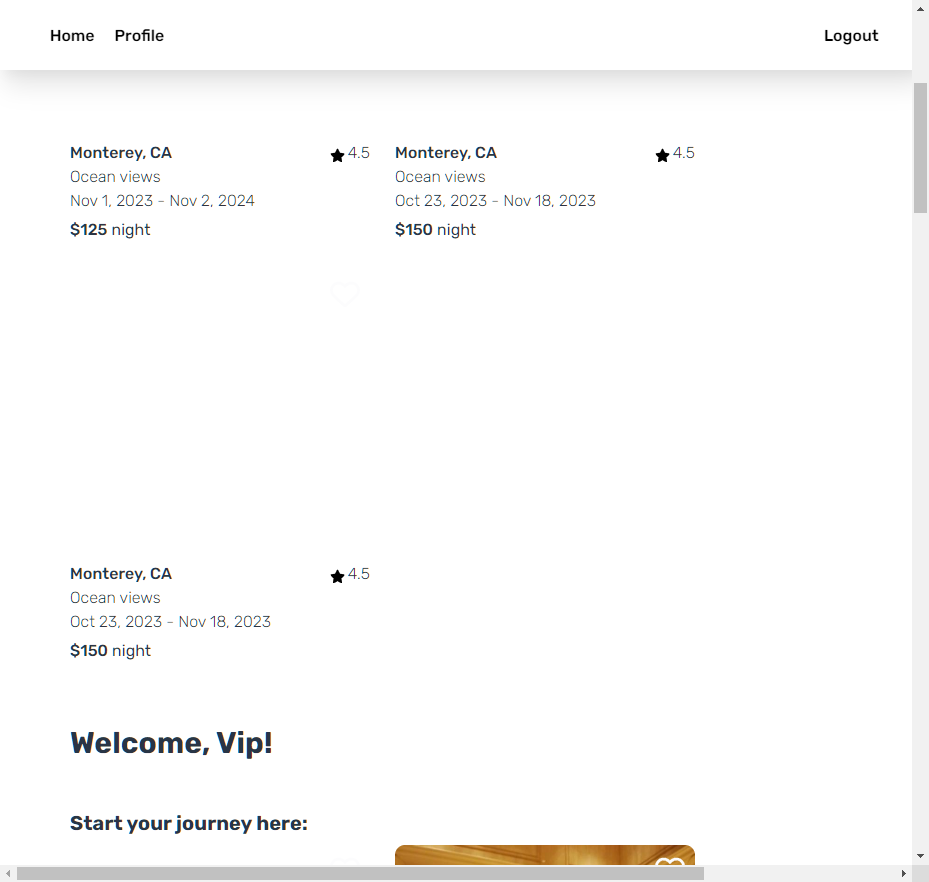 Home Profile Logout
Monterey, CA 4.5
Ocean views
Nov 1, 2023 - Nov 2, 2024
$125 night
Monterey, CA 4.5
Ocean views
Oct 23, 2023 - Nov 18, 2023
$150 night
Monterey, CA 4.5
Ocean views
Oct 23, 2023 - Nov 18, 2023
$150 night
Welcome, Vip!
Start your journey here: